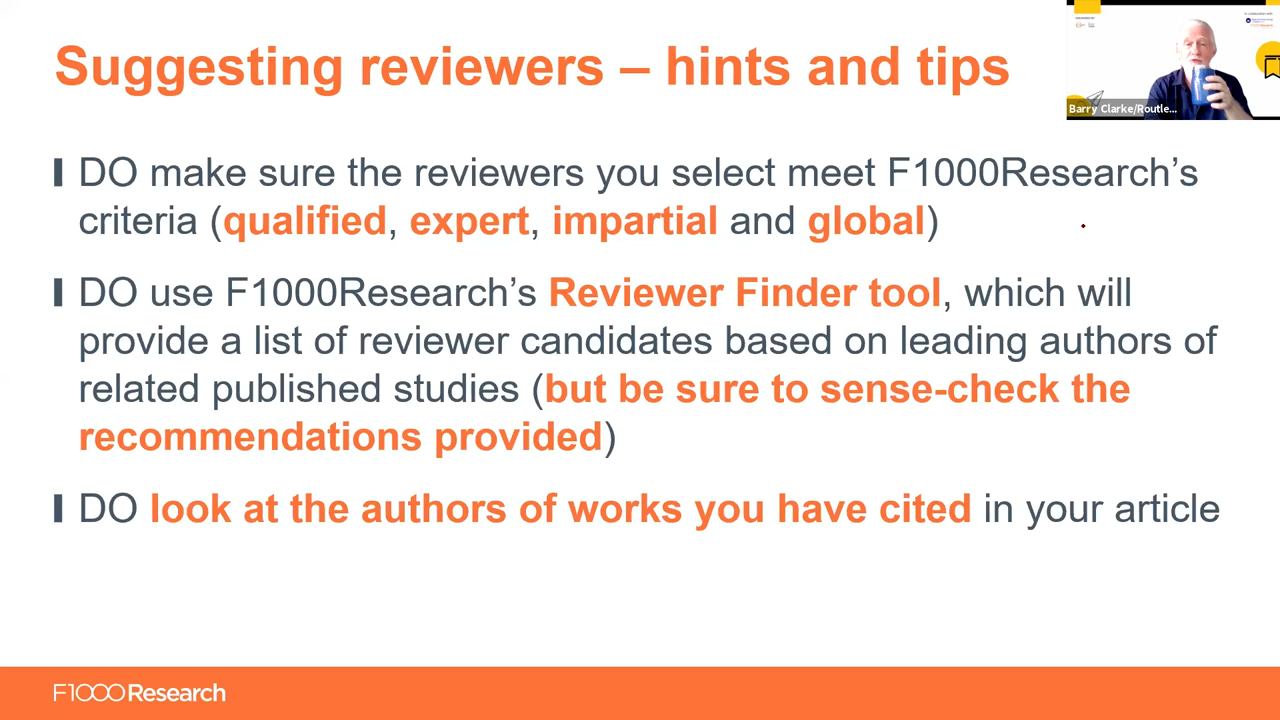 Suggesting reviewers – hints and tips
Barry Clarke/Routle...
DO make sure the reviewers you select meet F1000Research’s
criteria (qualified, expert, impartial and global)
DO use F1000Research’s Reviewer Finder tool, which will
provide a list of reviewer candidates based on leading authors of
related published studies (but be sure to sense-check the
recommendations provided)
DO look at the authors of works you have cited in your article
F1000Research